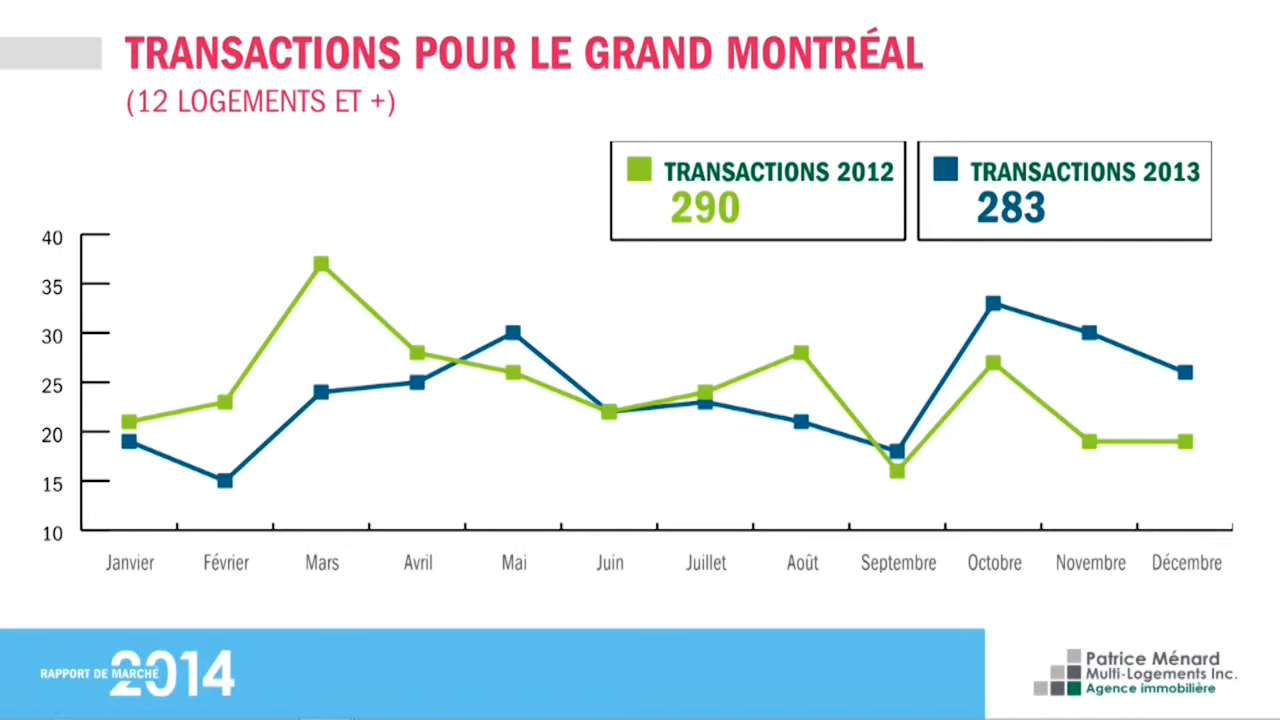 TRANSACTIONS POUR LE GRAND MONTRÉAL
(12 LOGEMENTS ET +)
TRANSACTIONS 2012
290
TRANSACTIONS 2013
283
40
35
30
25
20
15
10
Janvier Février Mars Avril Mai Juin Juillet Août Septembre Octobre Novembre Décembre
RAPPORT DE MARCHÉ 2014
Patrice Ménard
Multi-Logements Inc.
Agence immobilière